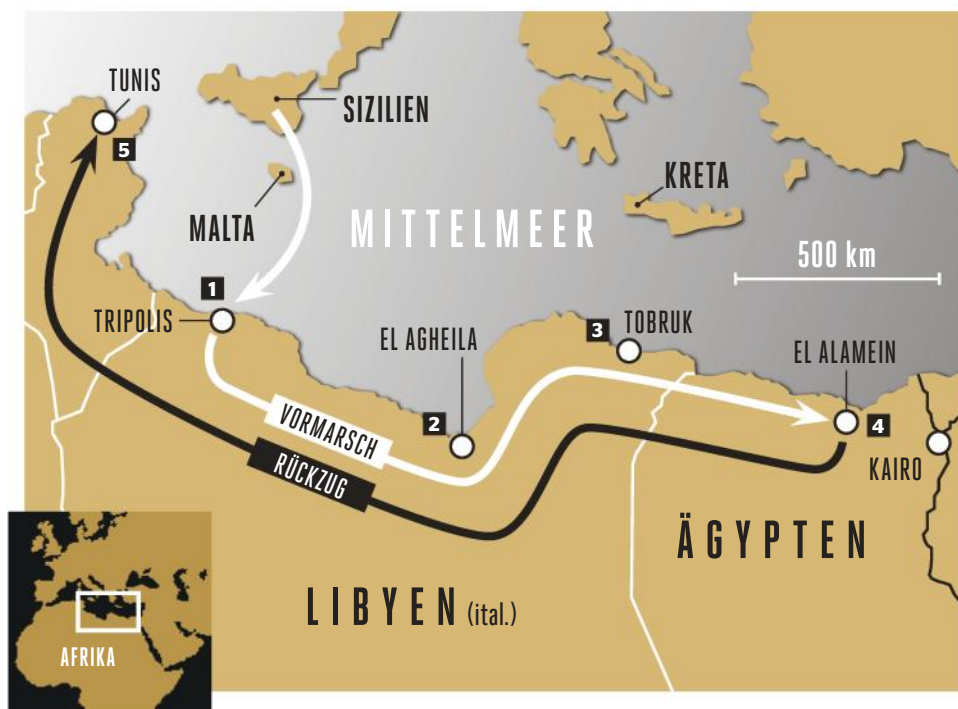 TUNIS
5
SIZILIEN
MALTA
KRETA
MITTELMEER
500 km
1
TRIPOLIS
EL AGHEILA
2
3
TOBRUK
EL ALAMEIN
4
KAIRO
VORMARSCH
RÜCKZUG
ÄGYPTEN
LIBYEN (ital.)
AFRIKA